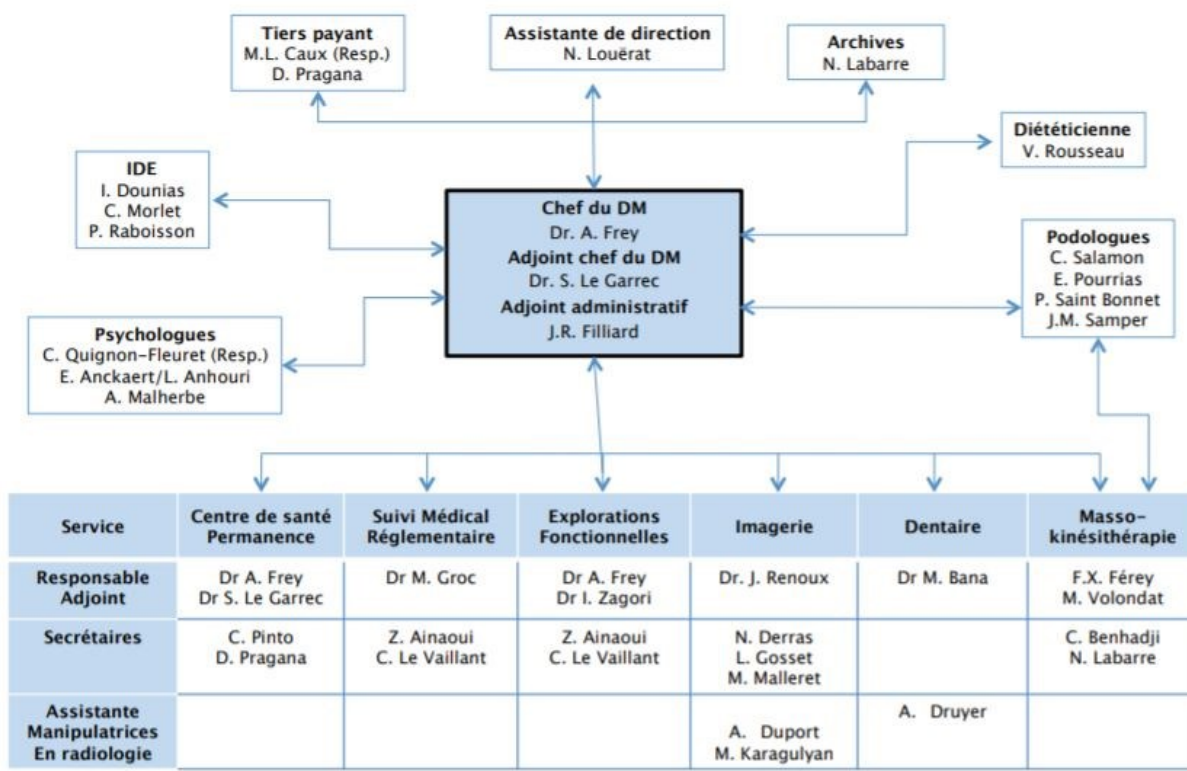 Tiers payant
M.L. Caux (Resp.)
D. Pragana
Assistante de direction
N. Louërat
Archives
N. Labarre
Diététicienne
V. Rousseau
IDE
I. Dounias
C. Morlet
P. Raboisson
Chef du DM
Dr. A. Frey
Adjoint chef du DM
Dr. S. Le Garrec
Adjoint administratif
J.R. Filliard
Podologues
C. Salamon
E. Pourrias
P. Saint Bonnet
J.M. Samper
Psychologues
C. Quignon-Fleuret (Resp.)
E. Anckaert/L. Anhouri
A. Malherbe
Service
Centre de santé
Permanence
Suivi Médical
Réglementaire
Explorations
Fonctionnelles
Imagerie
Dentaire
Masso-
kinésithérapie
Responsable
Adjoint
Dr A. Frey
Dr S. Le Garrec
Dr M. Groc
Dr A. Frey
Dr I. Zagori
Dr. J. Renoux
Dr M. Bana
F.X. Férey
M. Volondat
Secrétaires
C. Pinto
D. Pragana
Z. Ainaoui
C. Le Vaillant
Z. Ainaoui
C. Le Vaillant
N. Derras
L. Gosset
M. Malleret
C. Benhadji
N. Labarre
Assistante
Manipulatrices
En radiologie
A. Duport
M. Karagulyan
A. Druyer